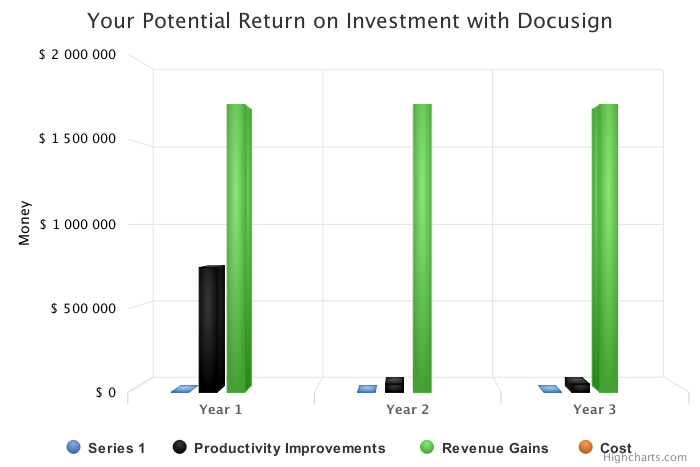 Your Potential Return on Investment with Docusign
$ 2 000 000
$ 1 500 000
$ 1 000 000
$ 500 000
$ 0
Money
Year 1 Year 2 Year 3
Series 1 Productivity Improvements Revenue Gains Cost
Highcharts.com